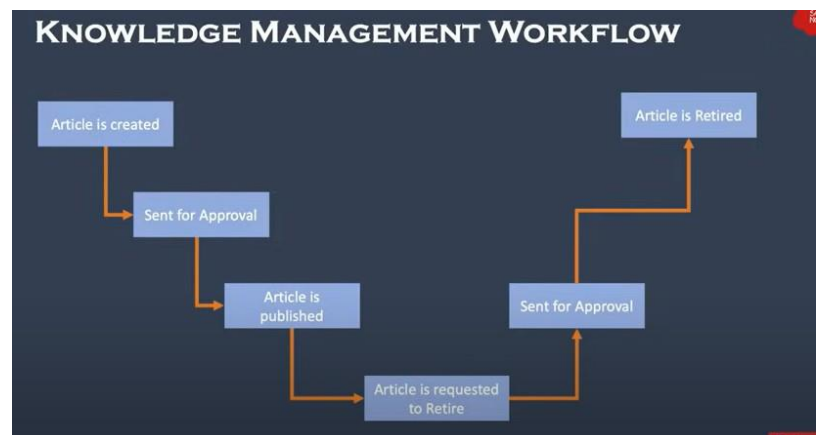 KNOWLEDGE MANAGEMENT WORKFLOW
Article is created
Sent for Approval
Article is
published
Article is requested
to Retire
Sent for Approval
Article is Retired